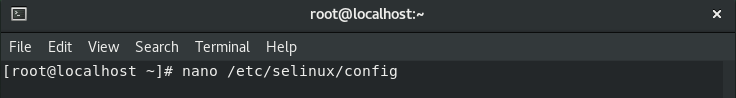 root@localhost:~
File Edit View Search Terminal Help
[root@localhost ~]# nano /etc/selinux/config